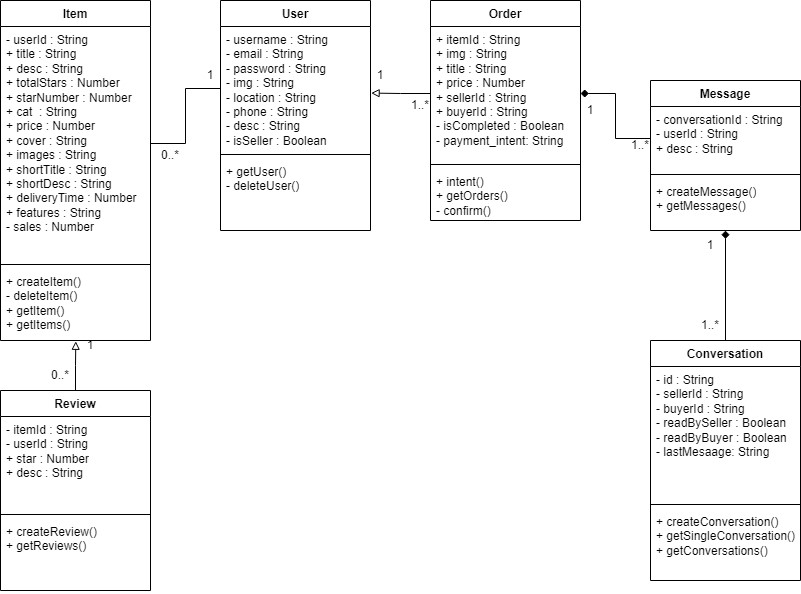 Item
- userId : String
+ title : String
+ desc : String
+ totalStars : Number
+ starNumber : Number
+ cat  : String
+ price : Number
+ cover : String
+ images : String
+ shortTitle : String
+ shortDesc : String
+ deliveryTime : Number
+ features : String
- sales : Number
+ createItem()
- deleteItem()
+ getItem()
+ getItems()
1
0..*
User
- username : String
- email : String
- password : String
- img : String
- location : String
- phone : String
- desc : String
- isSeller : Boolean
+ getUser()
- deleteUser()
1
1..*
Order
+ itemId : String
+ img : String
+ title : String
+ price : Number
+ sellerId : String
+ buyerId : String
- isCompleted : Boolean
- payment_intent: String
+ intent()
+ getOrders()
- confirm()
1
1..*
Message
- conversationId : String
- userId : String
+ desc : String
+ createMessage()
+ getMessages()
1
1..*
1
0..*
Review
- itemId : String
- userId : String
+ star : Number
+ desc : String
+ createReview()
+ getReviews()
Conversation
- id : String
- sellerId : String
- buyerId : String
- readBySeller : Boolean
- readByBuyer : Boolean
- lastMesaage: String
+ createConversation()
+ getSingleConversation()
+ getConversations()